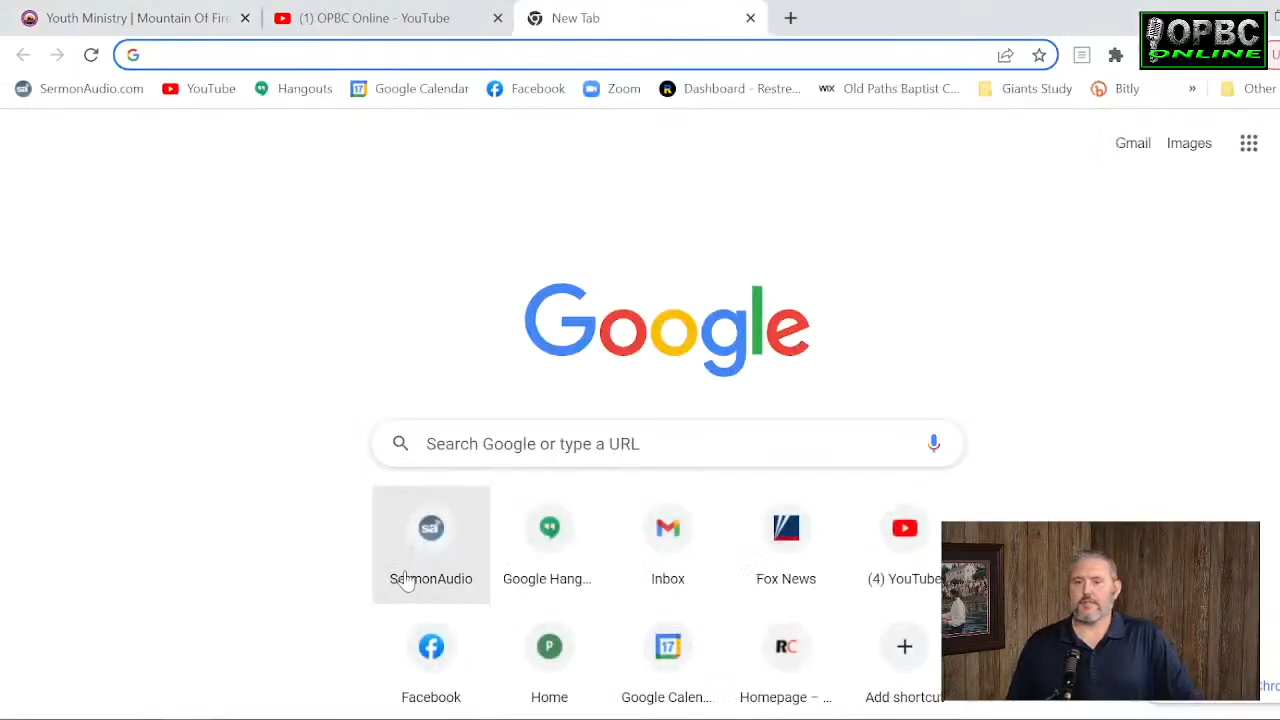 Youth Ministry | Mountain Of Fire
(1) OPBC Online - YouTube
New Tab
OPBC
ONLINE
SermonAudio.com
YouTube
Hangouts
Google Calendar
Facebook
Zoom
Dashboard - Restre...
WIX Old Paths Baptist C...
Giants Study
Bitly
»
Other
Gmail
Images
Google
Search Google or type a URL
SermonAudio
Google Hang...
Inbox
Fox News
(4) YouTube
Facebook
Home
Google Calen...
Homepage – ...
Add shortcut